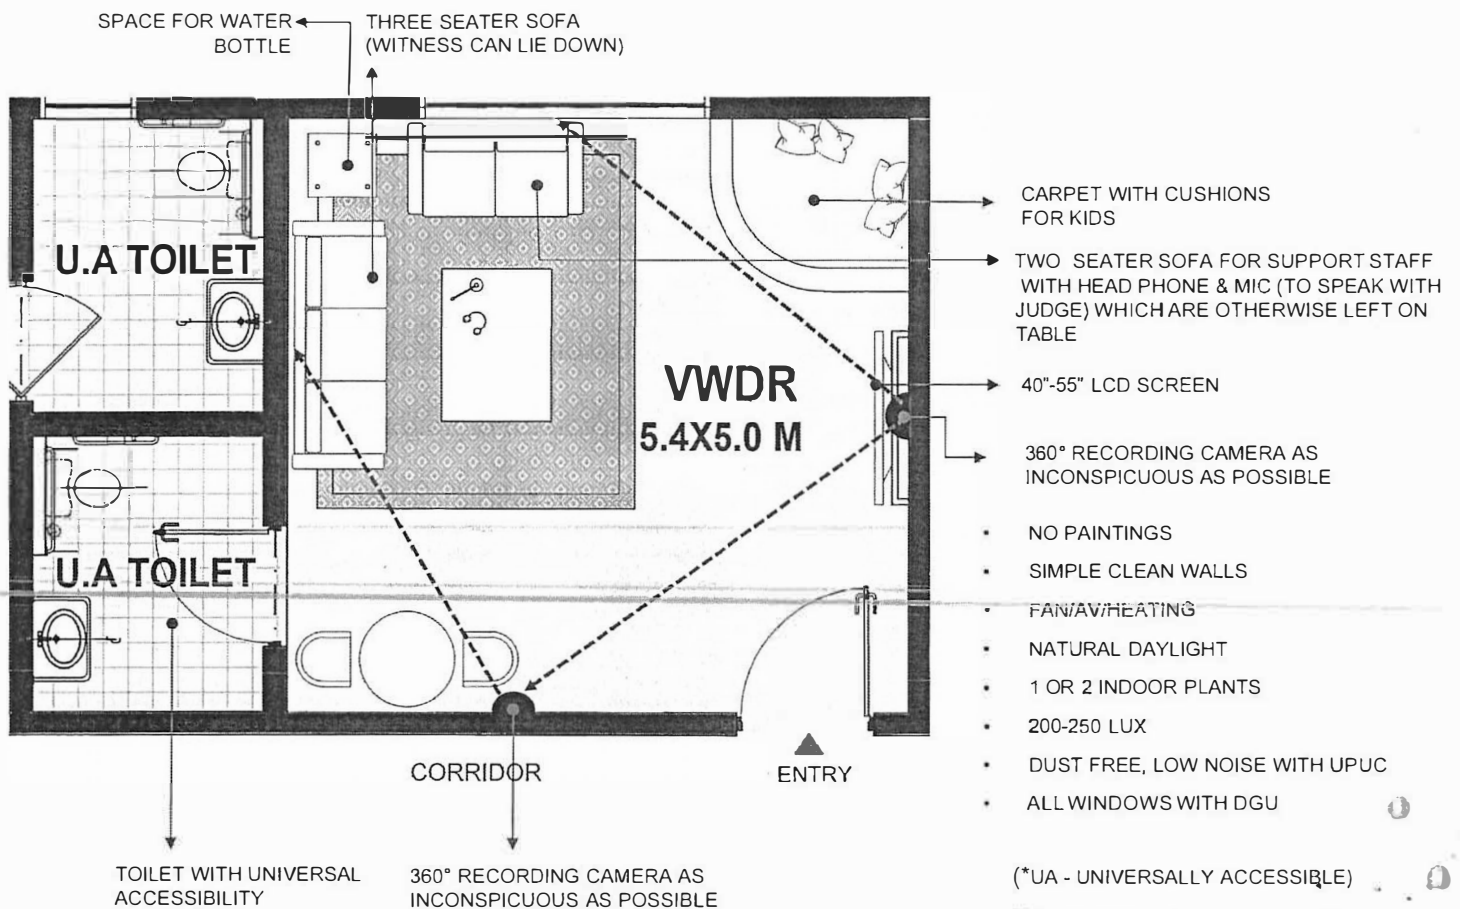 SPACE FOR WATER
BOTTLE
THREE SEATER SOFA
(WITNESS CAN LIE DOWN)
U.A TOILET
CARPET WITH CUSHIONS
FOR KIDS
TWO SEATER SOFA FOR SUPPORT STAFF
WITH HEAD PHONE & MIC (TO SPEAK WITH
JUDGE) WHICH ARE OTHERWISE LEFT ON
TABLE
VWDR
5.4X5.0 M
40"-55" LCD SCREEN
360° RECORDING CAMERA AS
INCONSPICUOUS AS POSSIBLE
U.A TOILET
• NO PAINTINGS
• SIMPLE CLEAN WALLS
• FAN/AV/HEATING
• NATURAL DAYLIGHT
• 1 OR 2 INDOOR PLANTS
• 200-250 LUX
• DUST FREE, LOW NOISE WITH UPUC
• ALL WINDOWS WITH DGU
CORRIDOR
ENTRY
TOILET WITH UNIVERSAL
ACCESSIBILITY
360° RECORDING CAMERA AS
INCONSPICUOUS AS POSSIBLE
(*UA - UNIVERSALLY ACCESSIBLE)